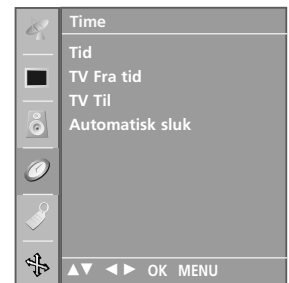 Time
Tid
TV Fra tid
TV Til
Automatisk sluk
▲▼ ◄► OK MENU